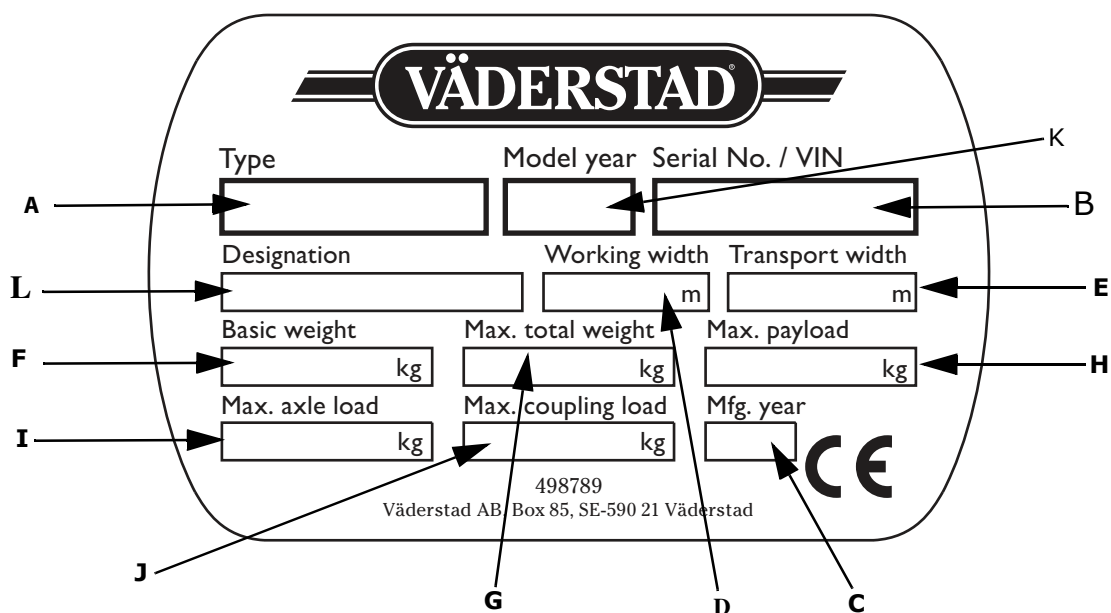 VÄDERSTAD®
Type Model year Serial No. / VIN K
A B
Designation Working width Transport width
L m m E
Basic weight Max. total weight Max. payload
F kg kg kg H
Max. axle load Max. coupling load Mfg. year
I kg kg CE
498789
Väderstad AB, Box 85, SE-590 21 Väderstad
J G D C